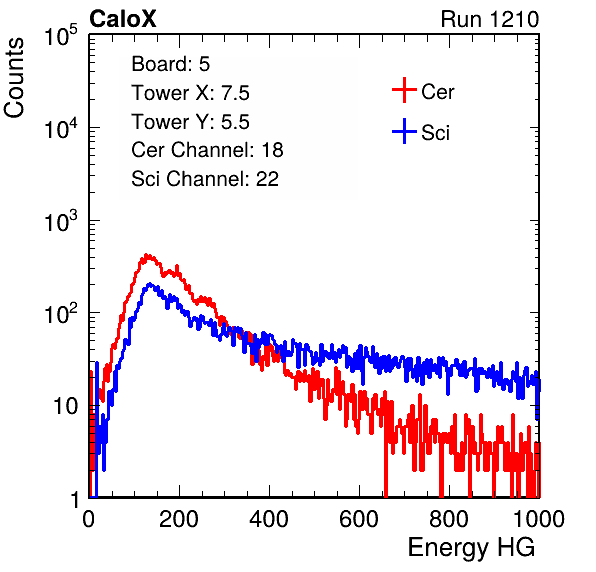 CaloX Run 1210
Counts
10^5
10^4
10^3
10^2
10
1
Board: 5
Tower X: 7.5
Tower Y: 5.5
Cer Channel: 18
Sci Channel: 22
Cer
Sci
0 200 400 600 800 1000
Energy HG